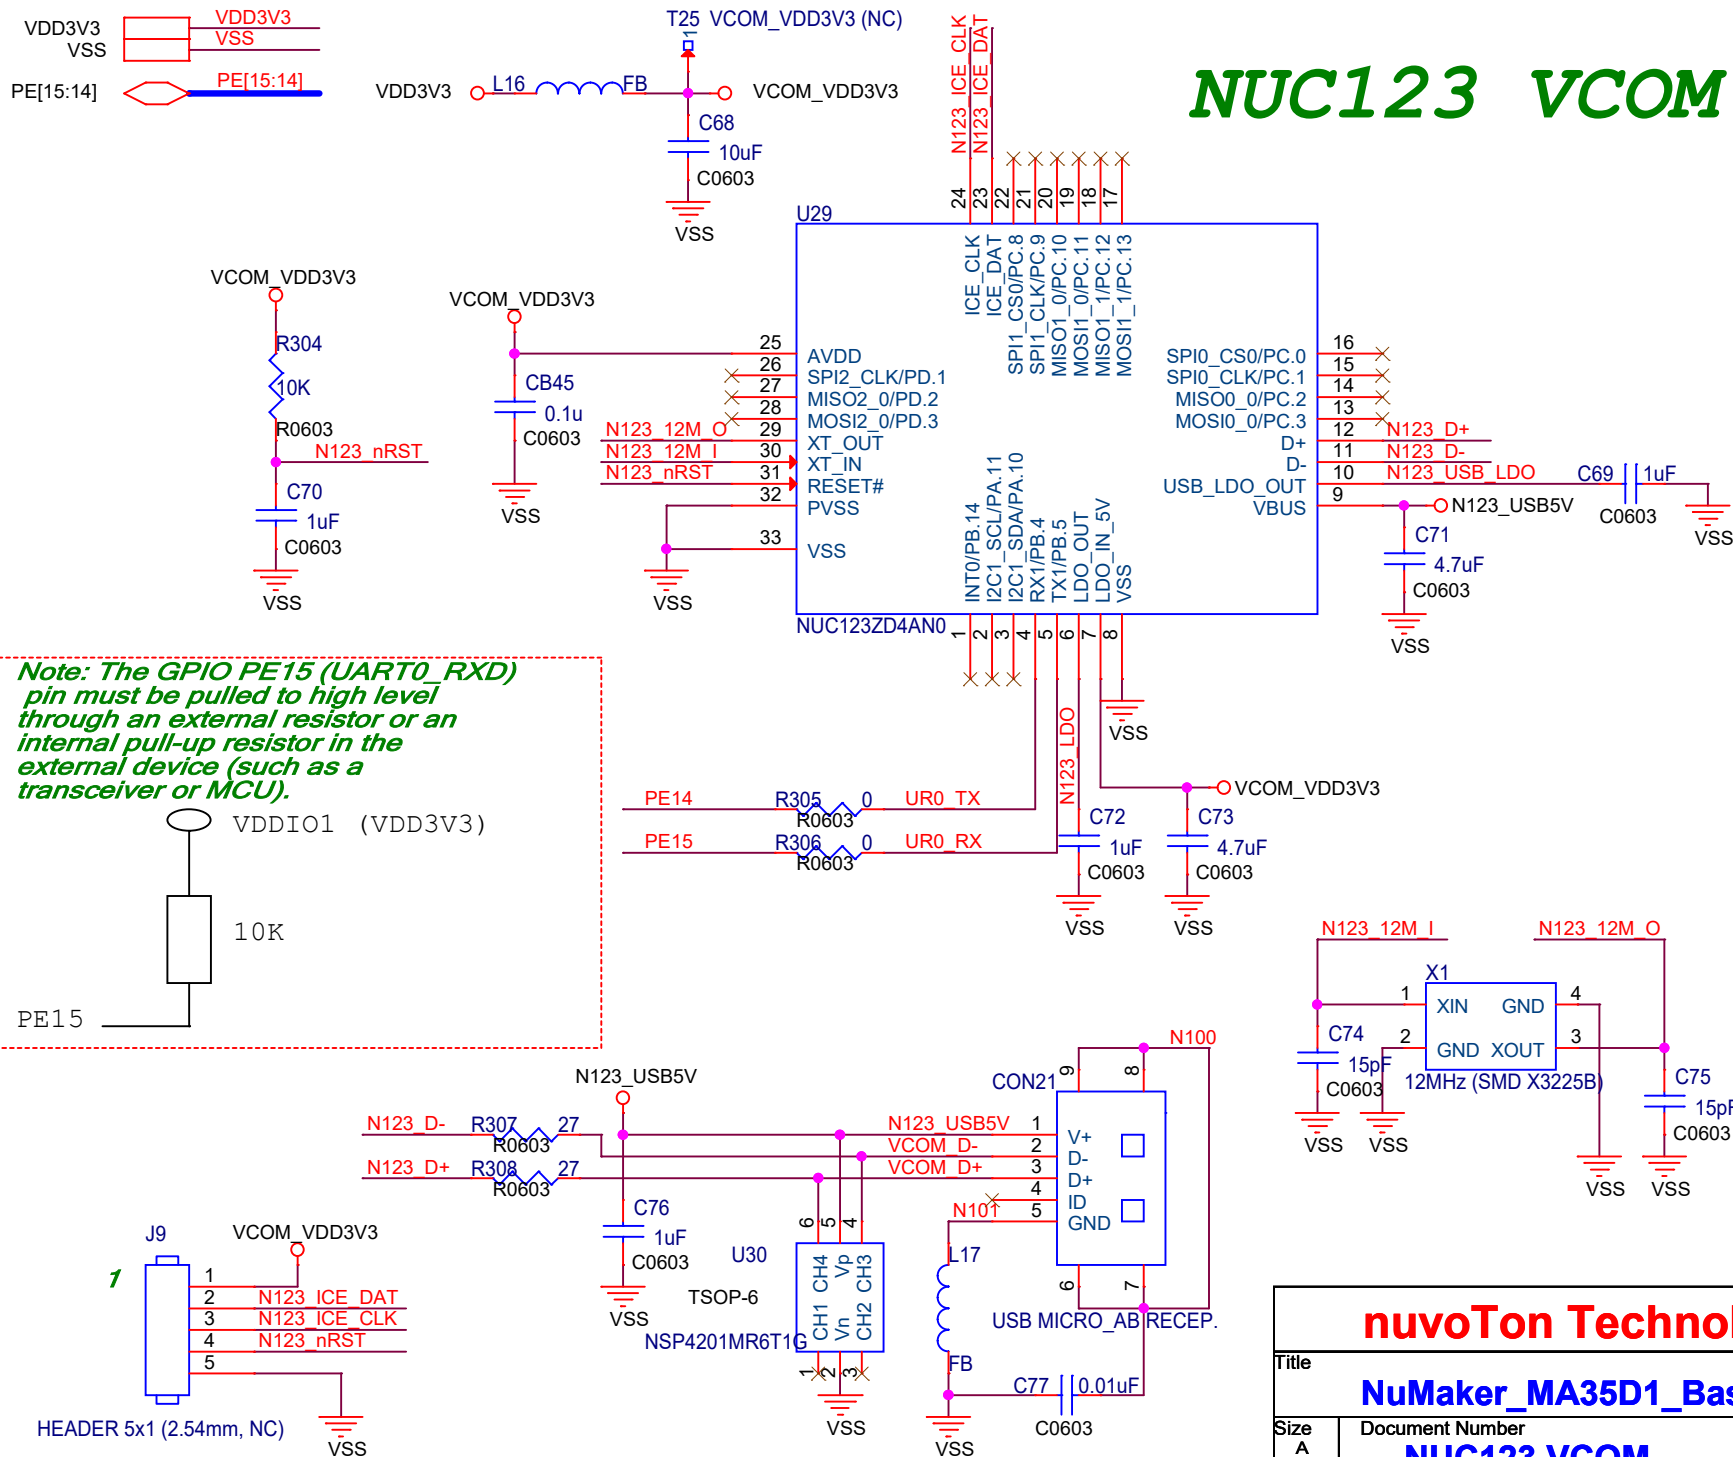 VDD3V3
VSS
PE[15:14]
VDD3V3
VSS
PE[15:14]
VDD3V3
L16
FB
T25 VCOM_VDD3V3 (NC)
1
VCOM_VDD3V3
C68
10uF
C0603
VSS
NUC123 VCOM
N123_ICE_CLK
N123_ICE_DAT
24
23
22
21
20
19
18
17
U29
ICE_CLK
ICE_DAT
SPI1_CS0/PC.8
SPI1_CLK/PC.9
MISO1_0/PC.10
MOSI1_0/PC.11
MISO1_1/PC.12
MOSI1_1/PC.13
VCOM_VDD3V3
R304
10K
R0603
N123_nRST
C70
1uF
C0603
VSS
VCOM_VDD3V3
CB45
0.1u
C0603
VSS
N123_12M_O
N123_12M_I
N123_nRST
25
26
27
28
29
30
31
32
33
AVDD
SPI2_CLK/PD.1
MISO2_0/PD.2
MOSI2_0/PD.3
XT_OUT
XT_IN
RESET#
PVSS
VSS
VSS
SPI0_CS0/PC.0
SPI0_CLK/PC.1
MISO0_0/PC.2
MOSI0_0/PC.3
D+
D-
USB_LDO_OUT
VBUS
16
15
14
13
12
11
10
9
N123_D+
N123_D-
N123_USB_LDO
C69
1uF
C0603
VSS
N123_USB5V
C71
4.7uF
C0603
VSS
INT0/PB.14
I2C1_SCL/PA.11
I2C1_SDA/PA.10
RX1/PB.4
TX1/PB.5
LDO_OUT
LDO_IN_5V
VSS
NUC123ZD4AN0
1
2
3
4
5
6
7
8
VSS
Note: The GPIO PE15 (UART0_RXD)
pin must be pulled to high level
through an external resistor or an
internal pull-up resistor in the
external device (such as a
transceiver or MCU).
VDDIO1 (VDD3V3)
10K
PE15
PE14
R305
0
R0603
UR0_TX
PE15
R306
0
R0603
UR0_RX
N123_LDO
C72
1uF
C0603
VSS
VCOM_VDD3V3
C73
4.7uF
C0603
VSS
N123_12M_I
N123_12M_O
X1
1
XIN
GND
4
2
GND
XOUT
3
12MHz (SMD X3225B)
C74
15pF
C0603
VSS
VSS
C75
15pF
C0603
VSS
VSS
N100
CON21
9
8
N123_USB5V
N123_D-
R307
27
R0603
N123_D+
R308
27
R0603
N123_USB5V
VCOM_D-
VCOM_D+
1
2
3
4
5
V+
D-
D+
ID
GND
N101
6
7
USB MICRO_AB RECEP.
C76
1uF
C0603
VSS
U30
TSOP-6
NSP4201MR6T1G
6
5
4
CH4
Vp
CH3
CH1
Vn
CH2
1
2
3
VSS
L17
FB
C77
0.01uF
C0603
VSS
J9
VCOM_VDD3V3
1
1
2
3
4
5
N123_ICE_DAT
N123_ICE_CLK
N123_nRST
HEADER 5x1 (2.54mm, NC)
VSS
nuvoTon Technol
Title
NuMaker_MA35D1_Bas
Size
A
Document Number
NUC123 VCOM